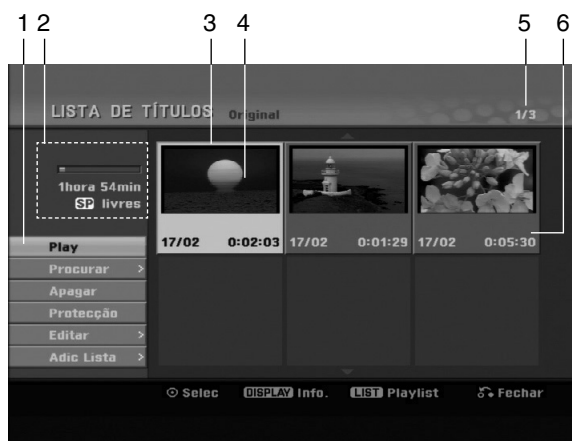 1 2 3 4 5 6
LISTA DE TÍTULOS Original 1/3
1hora 54min
SP livres
17/02 0:02:03 17/02 0:01:29 17/02 0:05:30
Play
Procurar >
Apagar
Protecção
Editar >
Adic Lista >
Selec DISPLAY Info. LIST Playlist Fechar